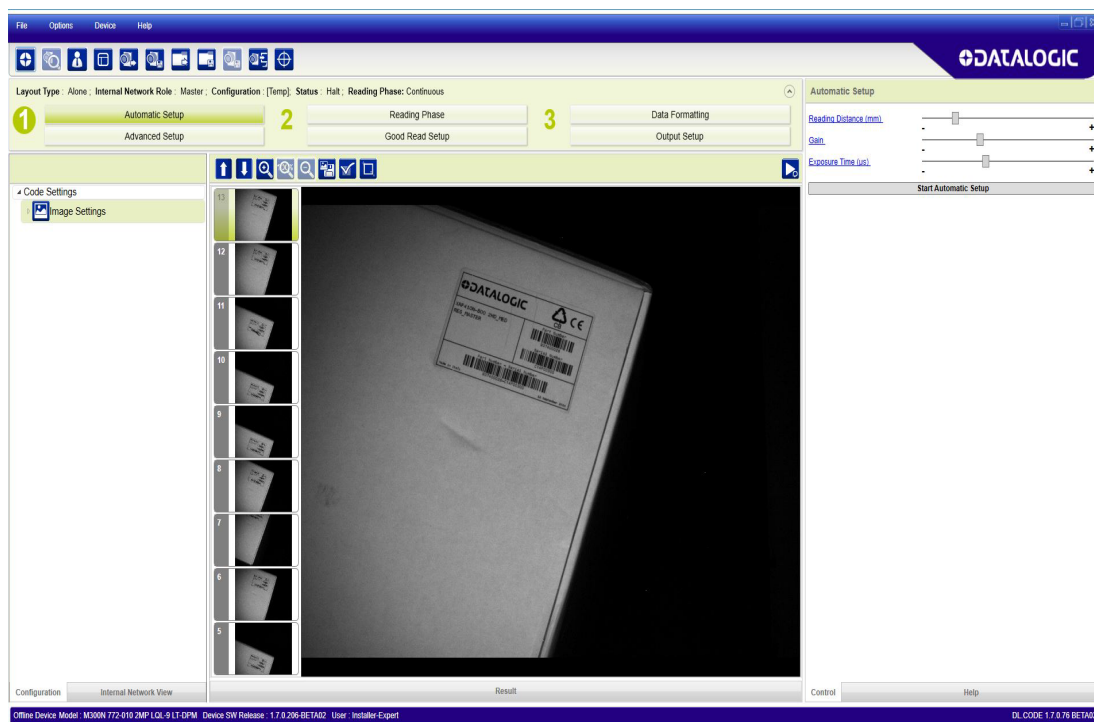 File Options Device Help
DATALOGIC
Layout Type : Alone ; Internal Network Role : Master ; Configuration : [Temp]; Status : Halt ; Reading Phase: Continuous
1 Automatic Setup
Advanced Setup
2 Reading Phase
Good Read Setup
3 Data Formatting
Output Setup
Automatic Setup
Reading Distance (mm)
- +
Gain
- +
Exposure Time (us)
- +
Start Automatic Setup
Code Settings
Image Settings
13
12
11
10
9
8
7
6
5
DATALOGIC
CE
Configuration Internal Network View
Result
Control Help
Offline Device Model : M300N 772-010 2MP LQL-9 LT-DPM Device SW Release : 1.7.0.206-BETA02 User : Installer-Expert
DL.CODE 1.7.0.76 BETA02